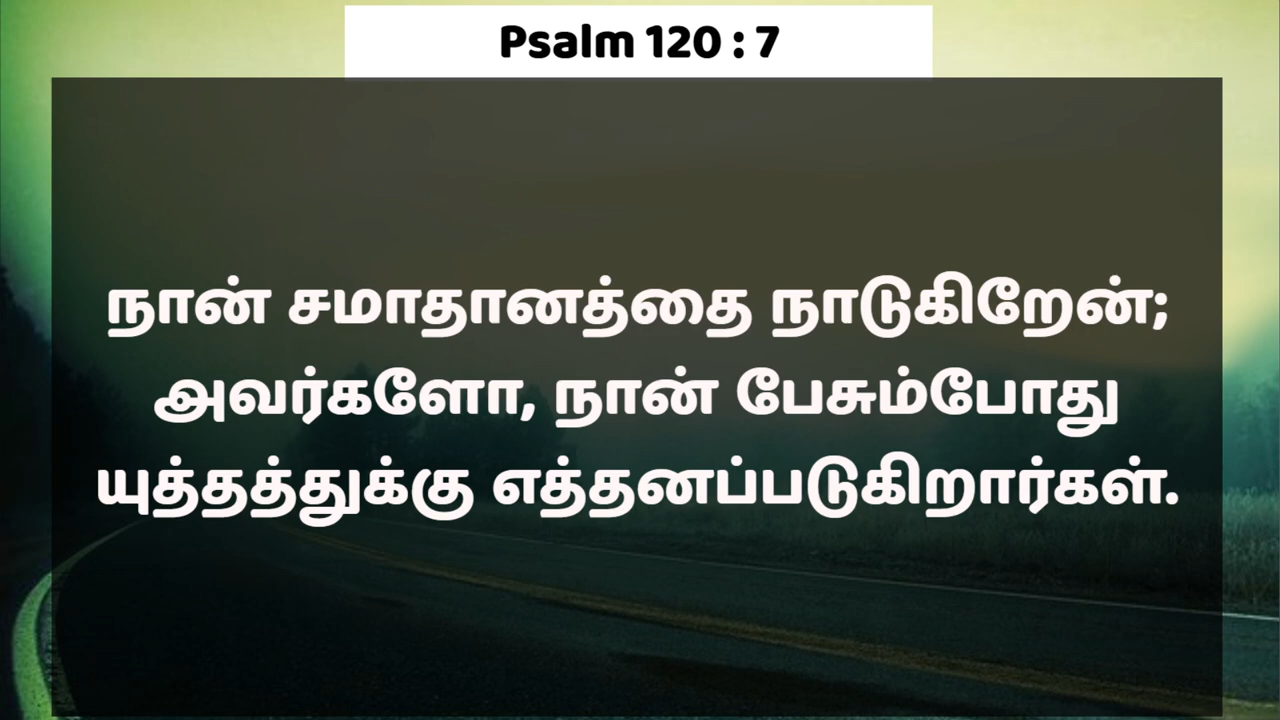 Psalm 120 : 7
நான் சமாதானத்தை நாடுகிறேன்;
அவர்களோ, நான் பேசும்போது
யுத்தத்துக்கு எத்தனப்படுகிறார்கள்.